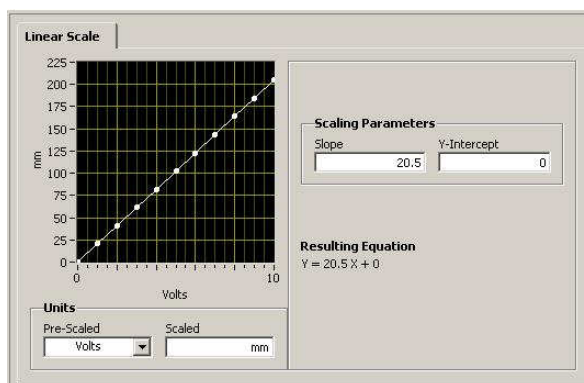 Linear Scale
225
200
175
150
125
100
75
50
25
0
mm
0 10
Volts
Scaling Parameters
Slope Y-Intercept
20.5 0
Resulting Equation
Y = 20.5 X + 0
Units
Pre-Scaled Scaled
Volts mm